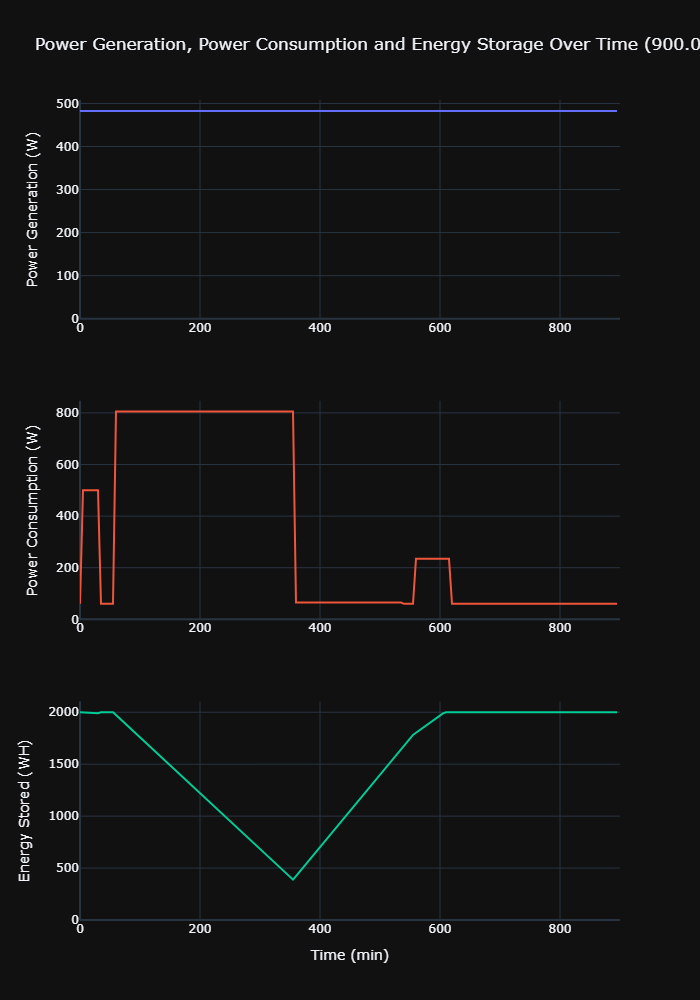 Power Generation, Power Consumption and Energy Storage Over Time (900.0
500
400
300
200
100
0
Power Generation (W)
0 200 400 600 800
800
600
400
200
0
Power Consumption (W)
0 200 400 600 800
2000
1500
1000
500
0
Energy Stored (WH)
0 200 400 600 800
Time (min)